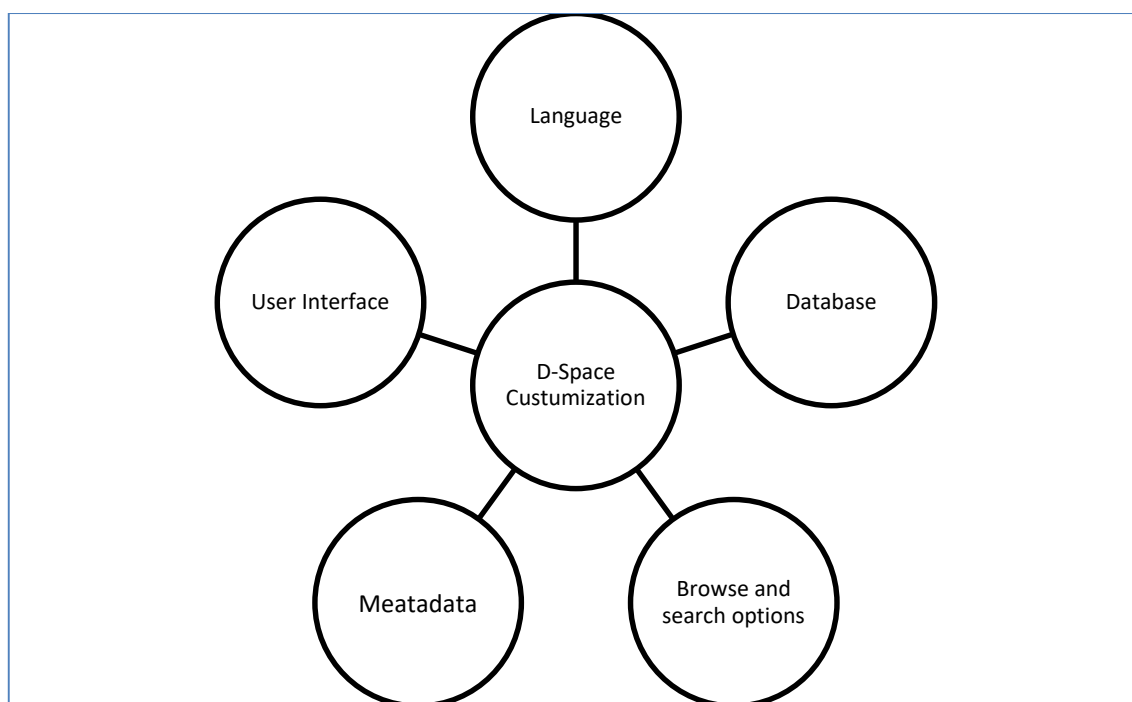 Language
User Interface
Database
D-Space
Custumization
Meatadata
Browse and
search options